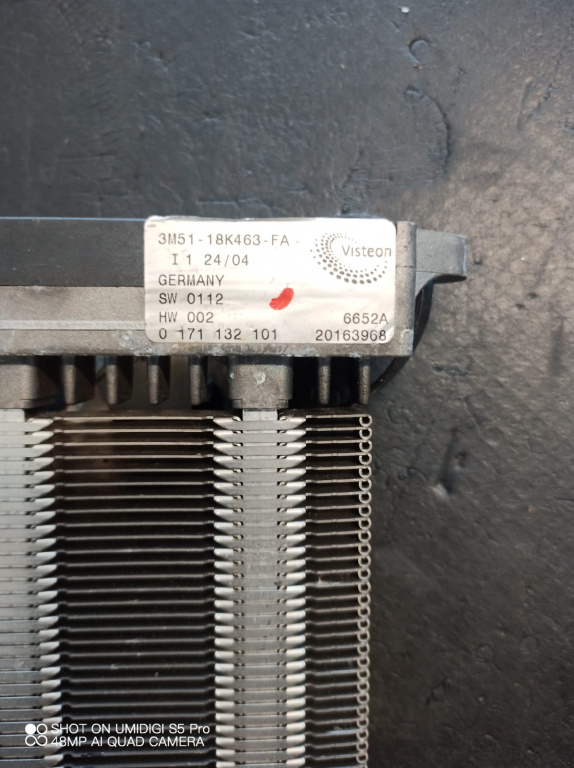 3M51-18K463-FA
Visteon
I 1 24/04
GERMANY
SW 0112
HW 002 6652A
0 171 132 101 20163968
SHOT ON UMIDIGI S5 Pro
48MP AI QUAD CAMERA